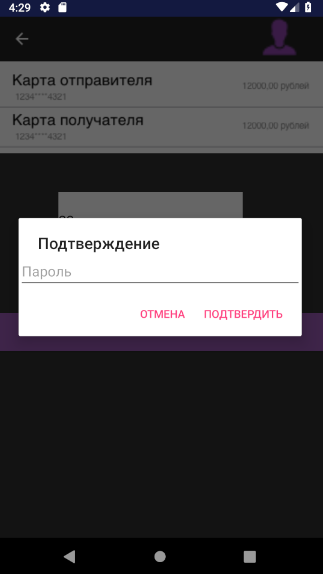 4:29
Карта отправителя
12000.00 рублей
1234****4321
Карта получателя
12000.00 рублей
1234****4321
Подтверждение
Пароль
ОТМЕНА ПОДТВЕРДИТЬ